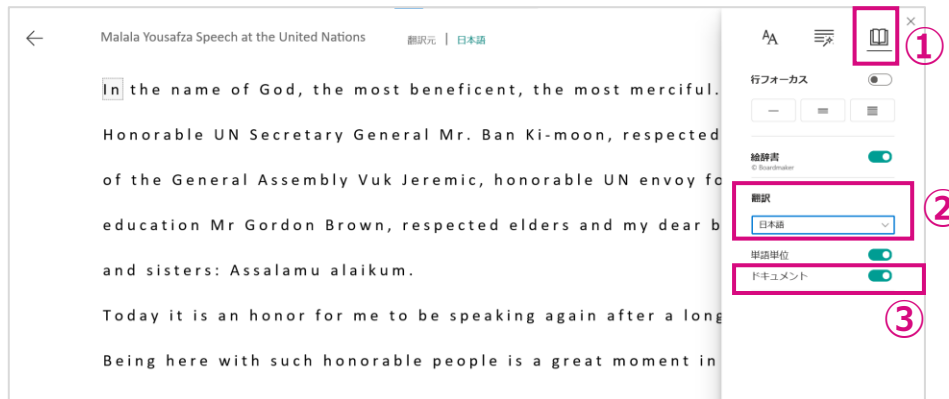 Malala Yousafza Speech at the United Nations 翻訳元 | 日本語
In the name of God, the most beneficent, the most merciful.
Honorable UN Secretary General Mr. Ban Ki-moon, respected
of the General Assembly Vuk Jeremic, honorable UN envoy fo
education Mr Gordon Brown, respected elders and my dear b
and sisters: Assalamu alaikum.
Today it is an honor for me to be speaking again after a long
Being here with such honorable people is a great moment in
AA
①
行フォーカス
絵辞書
© Boardmaker
翻訳
②
日本語
単語単位
ドキュメント
③